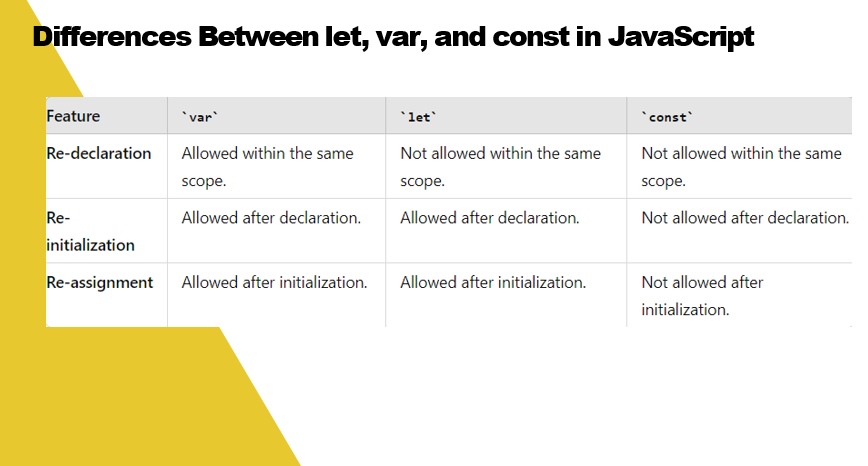 Differences Between let, var, and const in JavaScript
Feature `var` `let` `const`
Re-declaration Allowed within the same Not allowed within the same Not allowed within the same
scope. scope. scope.
Re- Allowed after declaration. Allowed after declaration. Not allowed after declaration.
initialization
Re-assignment Allowed after initialization. Allowed after initialization. Not allowed after
initialization.